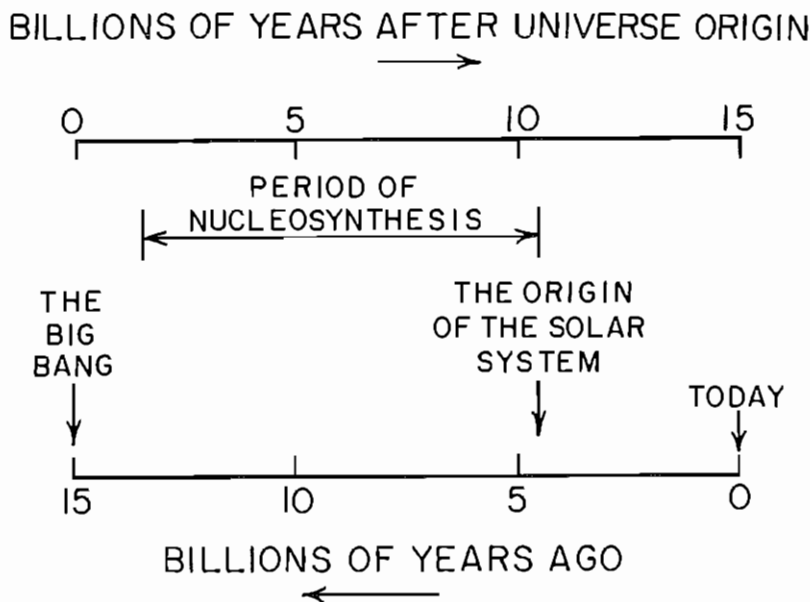 BILLIONS OF YEARS AFTER UNIVERSE ORIGIN
0 5 10 15
PERIOD OF
NUCLEOSYNTHESIS
THE
BIG
BANG
THE ORIGIN
OF THE SOLAR
SYSTEM
TODAY
15 10 5 0
BILLIONS OF YEARS AGO